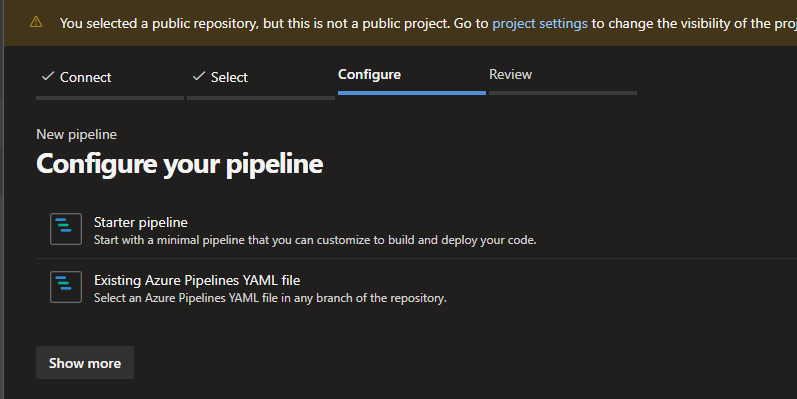 You selected a public repository, but this is not a public project. Go to project settings to change the visibility of the
Connect
Select
Configure
Review
New pipeline
Configure your pipeline
Starter pipeline
Start with a minimal pipeline that you can customize to build and deploy your code.
Existing Azure Pipelines YAML file
Select an Azure Pipelines YAML file in any branch of the repository.
Show more